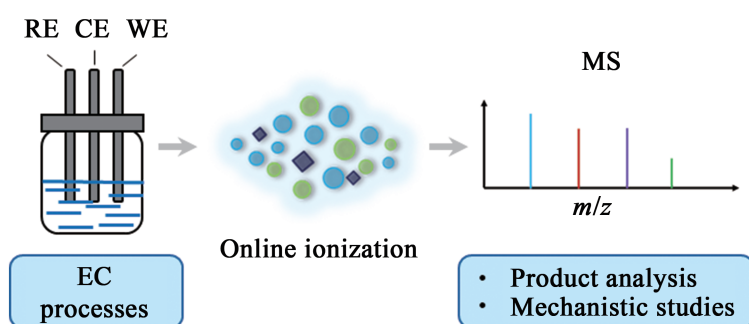 RE CE WE
MS
m/z
Online ionization
EC
processes
• Product analysis
• Mechanistic studies